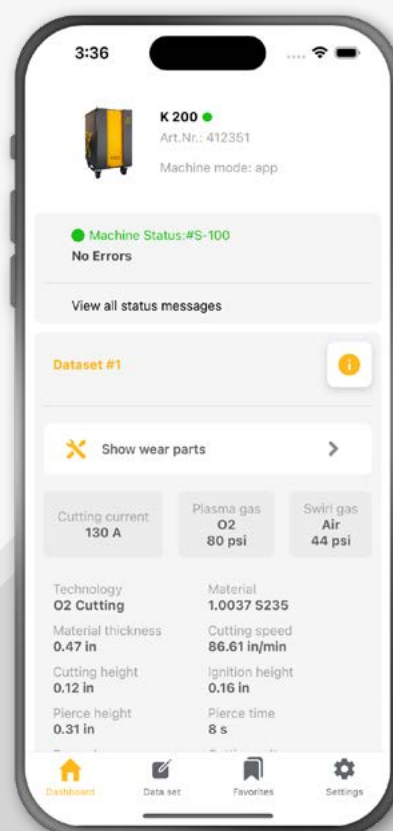 3:36
K 200
Art.Nr.: 412351
Machine mode: app
Machine Status:#S-100
No Errors
View all status messages
Dataset #1
Show wear parts
Cutting current
130 A
Plasma gas
O2
80 psi
Swirl gas
Air
44 psi
Technology
O2 Cutting
Material
1.0037 S235
Material thickness
0.47 in
Cutting speed
86.61 in/min
Cutting height
0.12 in
Ignition height
0.16 in
Pierce height
0.31 in
Pierce time
8 s
Dashboard
Data set
Favorites
Settings